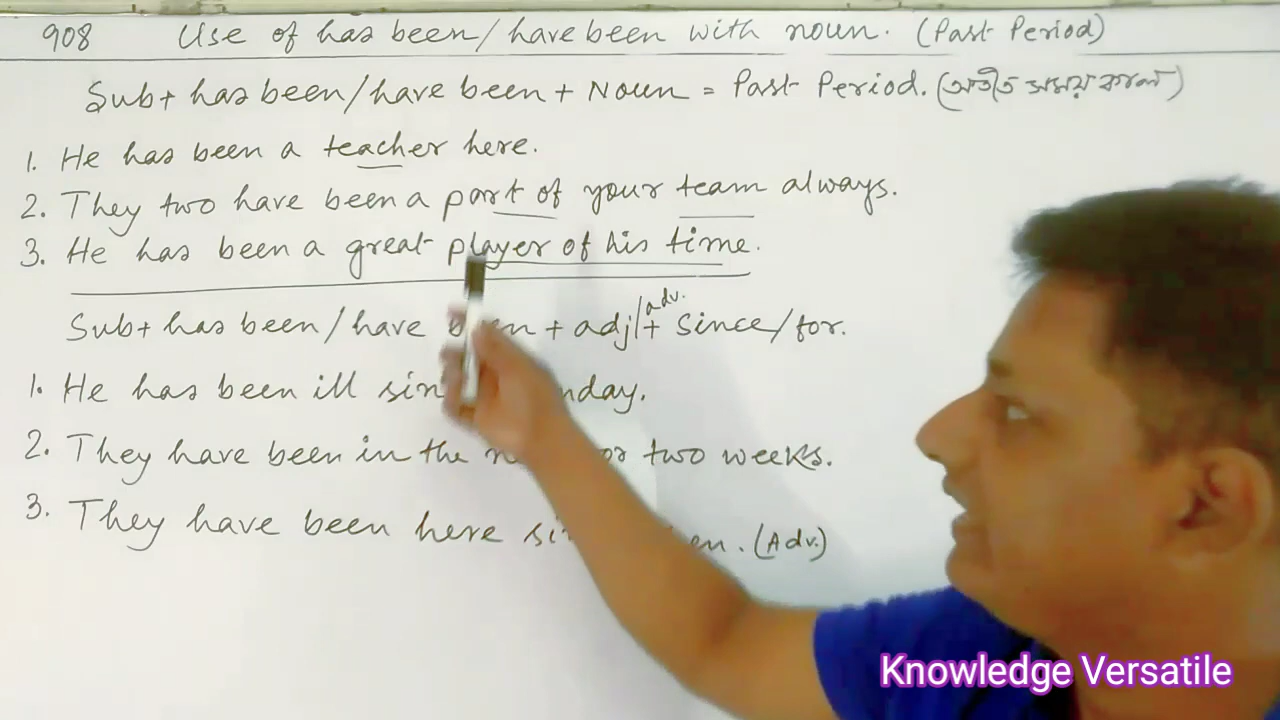 908 Use of has been/have been with noun. (Past Period)
Sub+ has been/have been + Noun = Past Period. (অতীত সময়কাল)
1. He has been a teacher here.
2. They two have been a part of your team always.
3. He has been a great player of his time.
Sub+ has been/have been + adj/adv. + Since/for.
1. He has been ill
2. They have been in the two weeks.
3. They have been here (Adv.)
Knowledge Versatile